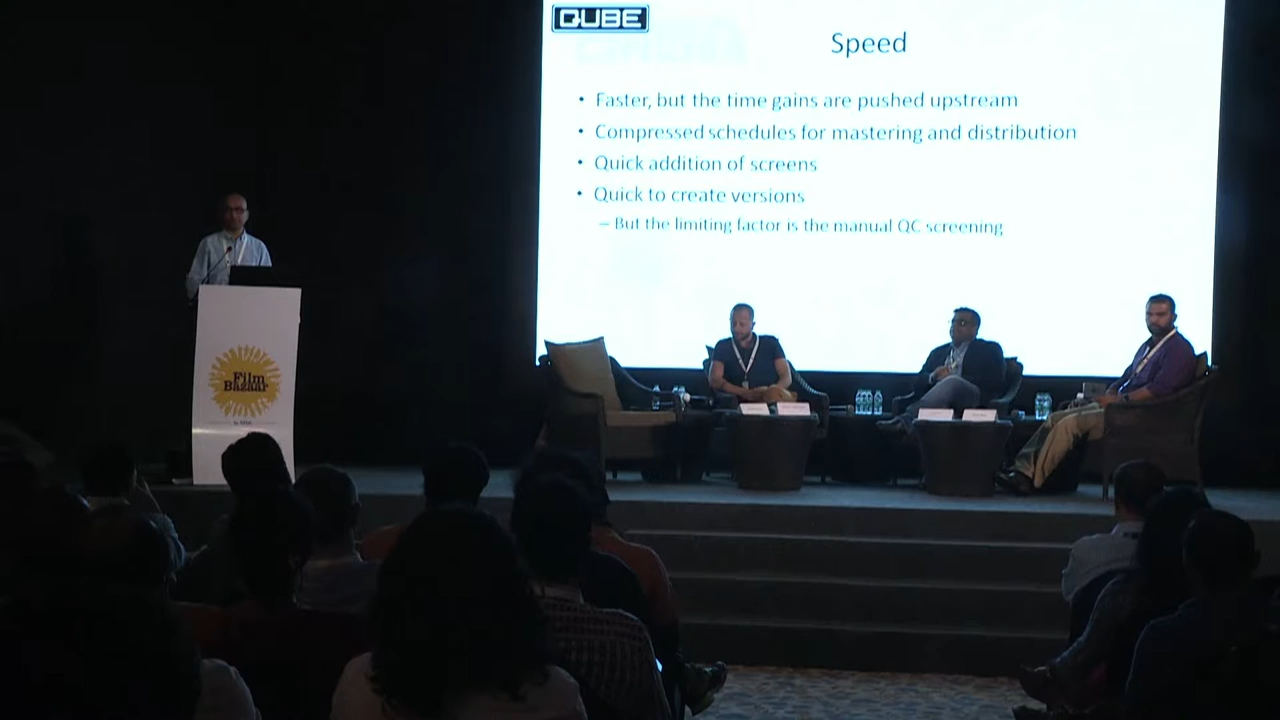 QUBE
Speed
• Faster, but the time gains are pushed upstream
• Compressed schedules for mastering and distribution
• Quick addition of screens
• Quick to create versions
– But the limiting factor is the manual QC screening
Film
Bazaar